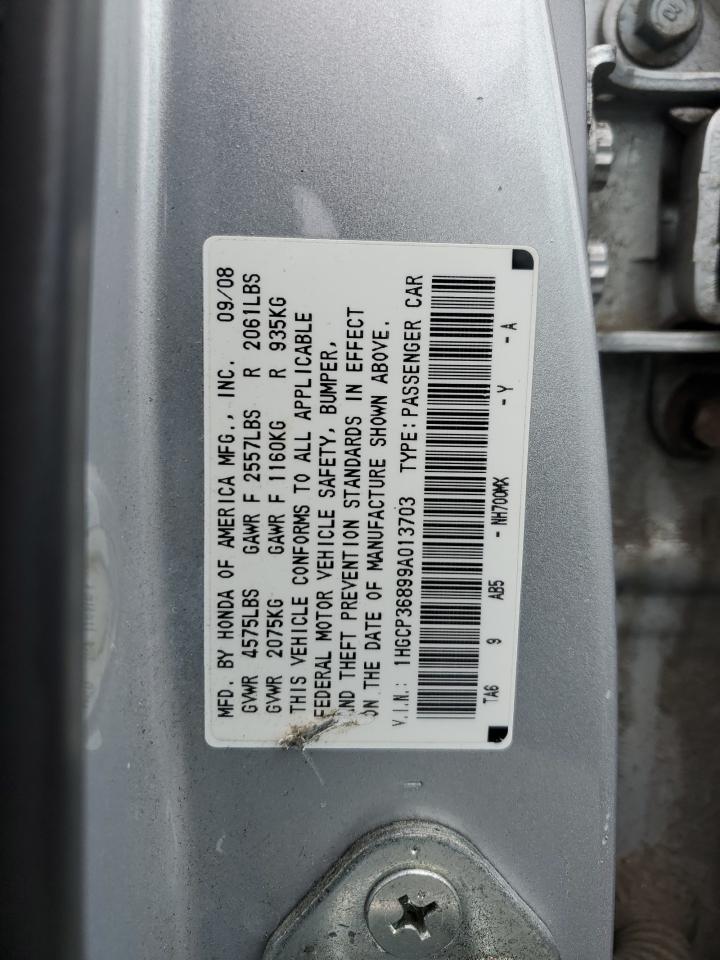 MFD. BY HONDA OF AMERICA MFG., INC. 09/08
GVWR 4575LBS GAWR F 2557LBS R 2061LBS
GVWR 2075KG GAWR F 1160KG R 935KG
THIS VEHICLE CONFORMS TO ALL APPLICABLE
FEDERAL MOTOR VEHICLE SAFETY, BUMPER,
AND THEFT PREVENTION STANDARDS IN EFFECT
ON THE DATE OF MANUFACTURE SHOWN ABOVE.
V.I.N.: 1HGCP36899A013703 TYPE: PASSENGER CAR
TA6 9 AB5 - NH700MX - Y - A